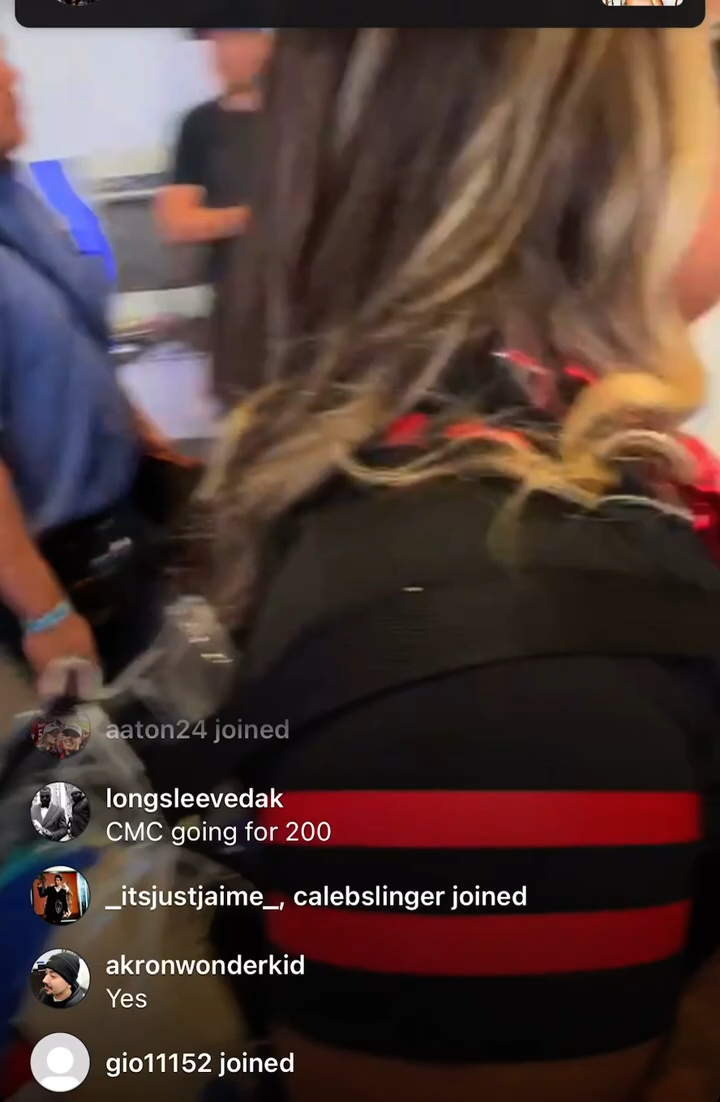 aaton24 joined
longsleevedak
CMC going for 200
_itsjustjaime_, calebslinger joined
akronwonderkid
Yes
gio11152 joined